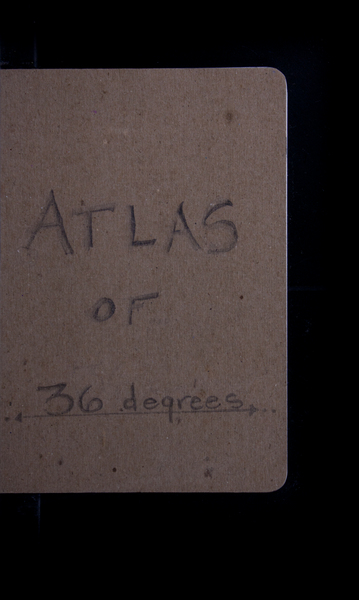 ATLAS
OF
36 degrees